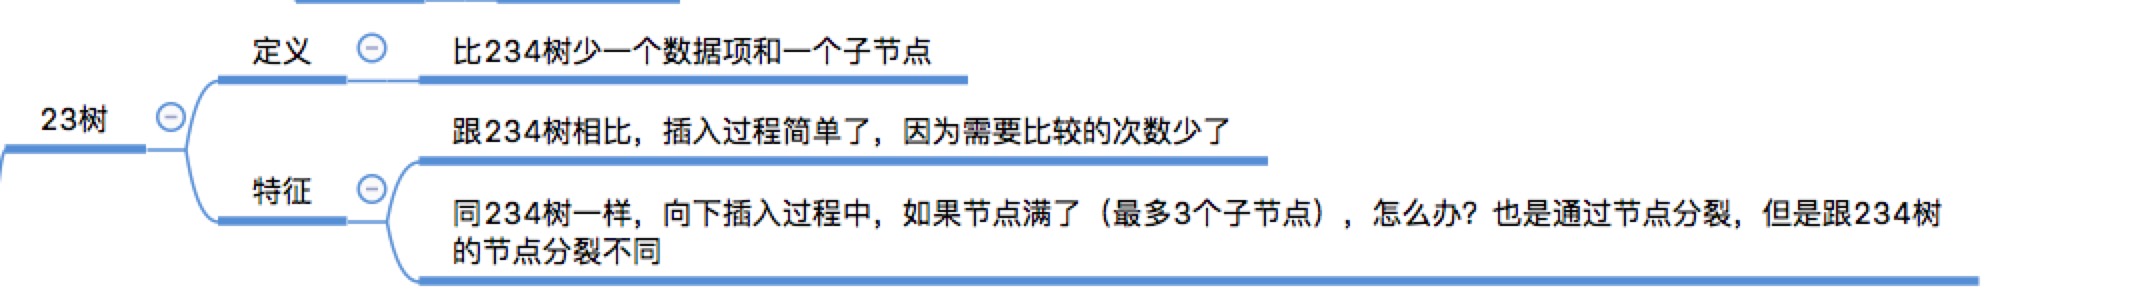 23树
定义
比234树少一个数据项和一个子节点
特征
跟234树相比，插入过程简单了，因为需要比较的次数少了
同234树一样，向下插入过程中，如果节点满了（最多3个子节点），怎么办？也是通过节点分裂，但是跟234树
的节点分裂不同